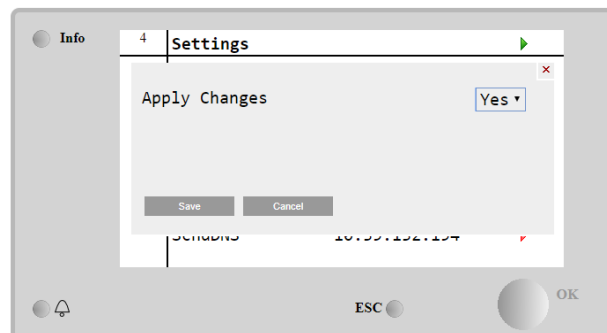 Info
4 Settings
Apply Changes Yes
Save Cancel
ESC
OK